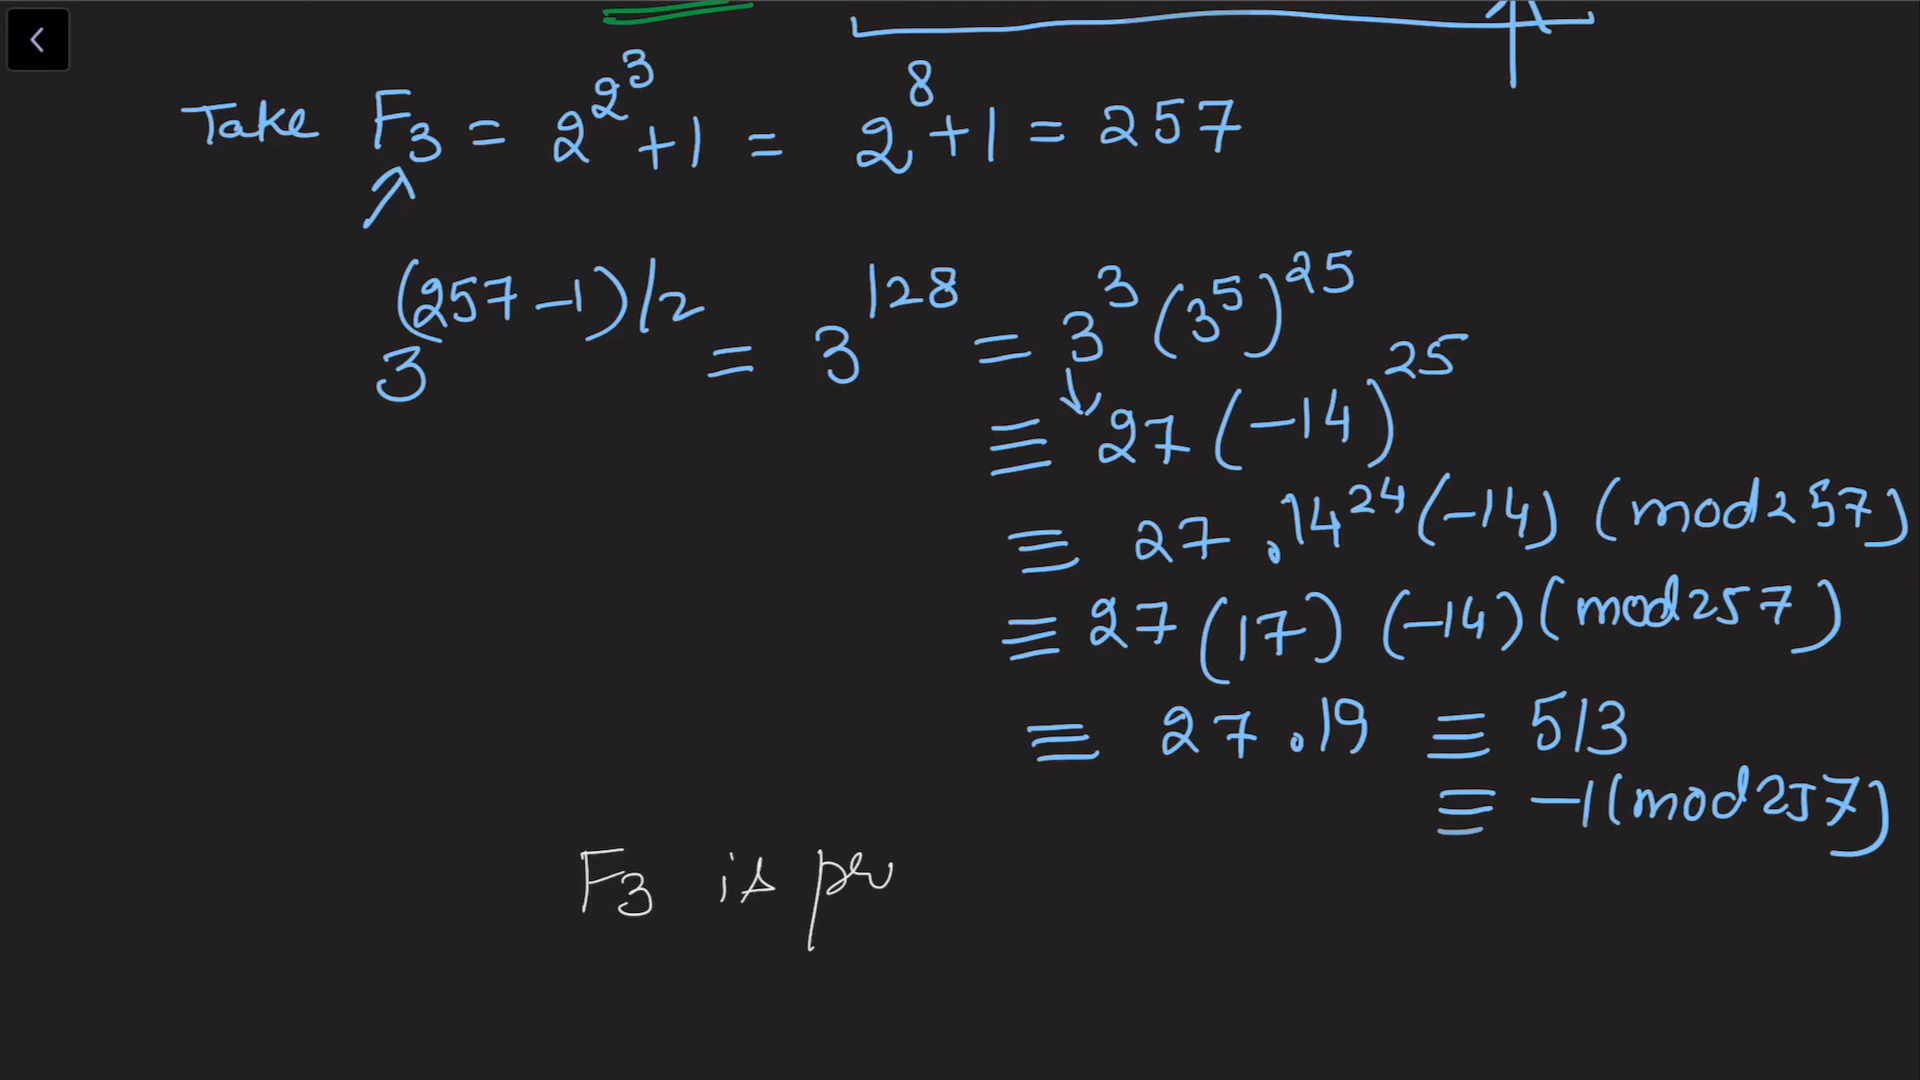 Take F₃ = 2^2^3 + 1 = 2^8 + 1 = 257
3^(257-1)/2 = 3^128 = 3^3 (3^5)^25
≡ 27 (-14)^25
≡ 27 . 14^24 (-14) (mod 257)
≡ 27 (17) (-14) (mod 257)
≡ 27 . 19 ≡ 513
≡ -1 (mod 257)
F₃ is pr